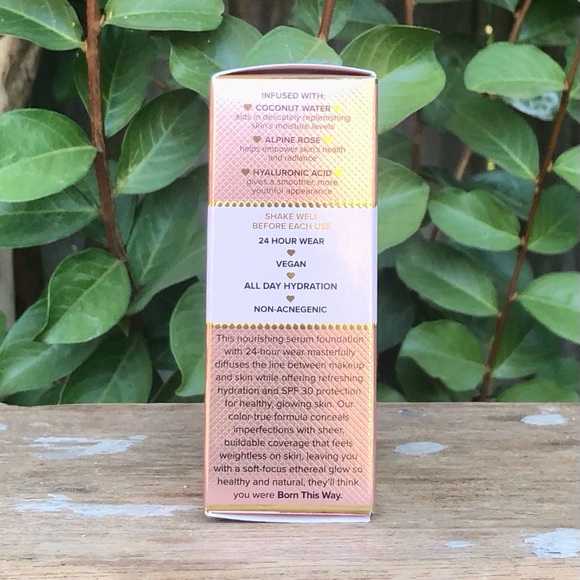 INFUSED WITH:
COCONUT WATER
aids in delicately replenishing
skin's moisture levels
ALPINE ROSE
helps empower skin's health
and radiance
HYALURONIC ACID
gives a smoother, more
youthful appearance
SHAKE WELL
BEFORE EACH USE
24 HOUR WEAR
VEGAN
ALL DAY HYDRATION
NON-ACNEGENIC
This nourishing serum foundation
with 24-hour wear masterfully
diffuses the line between makeup
and skin while offering refreshing
hydration and SPF 30 protection
for healthy, glowing skin. Our
color-true formula conceals
imperfections with sheer,
buildable coverage that feels
weightless on skin, leaving you
with a soft-focus ethereal glow so
healthy and natural, they'll think
you were Born This Way.